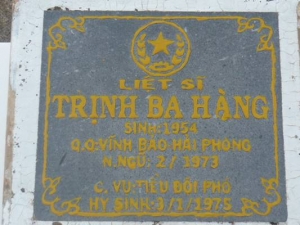 LIỆT SĨ
TRỊNH BA HÀNG
SINH:1954
Q.Q:VĨNH BẢO HẢI PHÒNG
N.NGŨ: 2/1973
C. VỤ:TIỂU ĐỘI PHÓ
HY SINH:3/1/1975